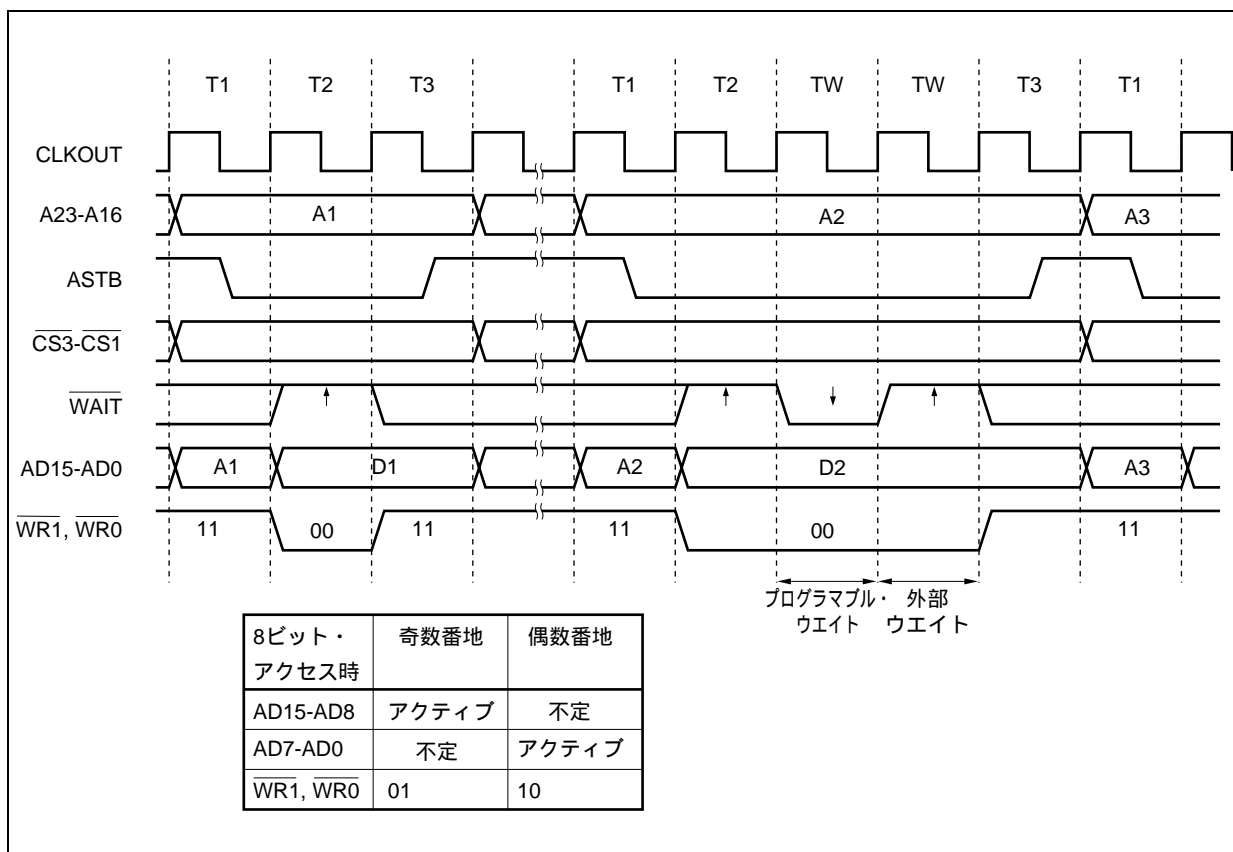 T1 T2 T3 T1 T2 TW TW T3 T1
CLKOUT
A23-A16 A1 A2 A3
ASTB
CS3-CS1
WAIT
AD15-AD0 A1 D1 A2 D2 A3
WR1, WR0 11 00 11 11 00 11
プログラマブル・ 外部
ウエイト ウエイト
8ビット・ 奇数番地 偶数番地
アクセス時
AD15-AD8 アクティブ 不定
AD7-AD0 不定 アクティブ
WR1, WR0 01 10